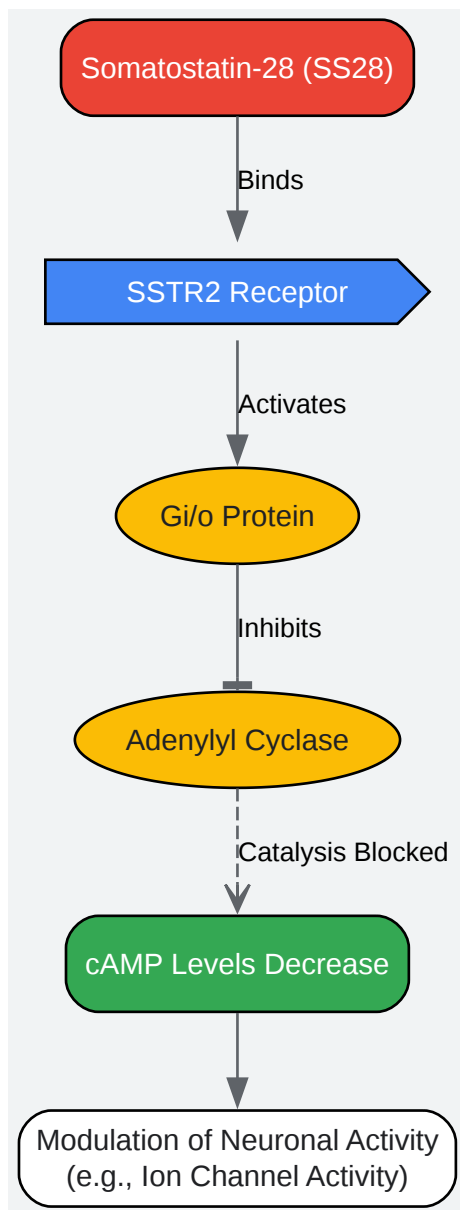 Somatostatin-28 (SS28)
Binds
SSTR2 Receptor
Activates
Gi/o Protein
Inhibits
Adenylyl Cyclase
Catalysis Blocked
cAMP Levels Decrease
Modulation of Neuronal Activity
(e.g., Ion Channel Activity)